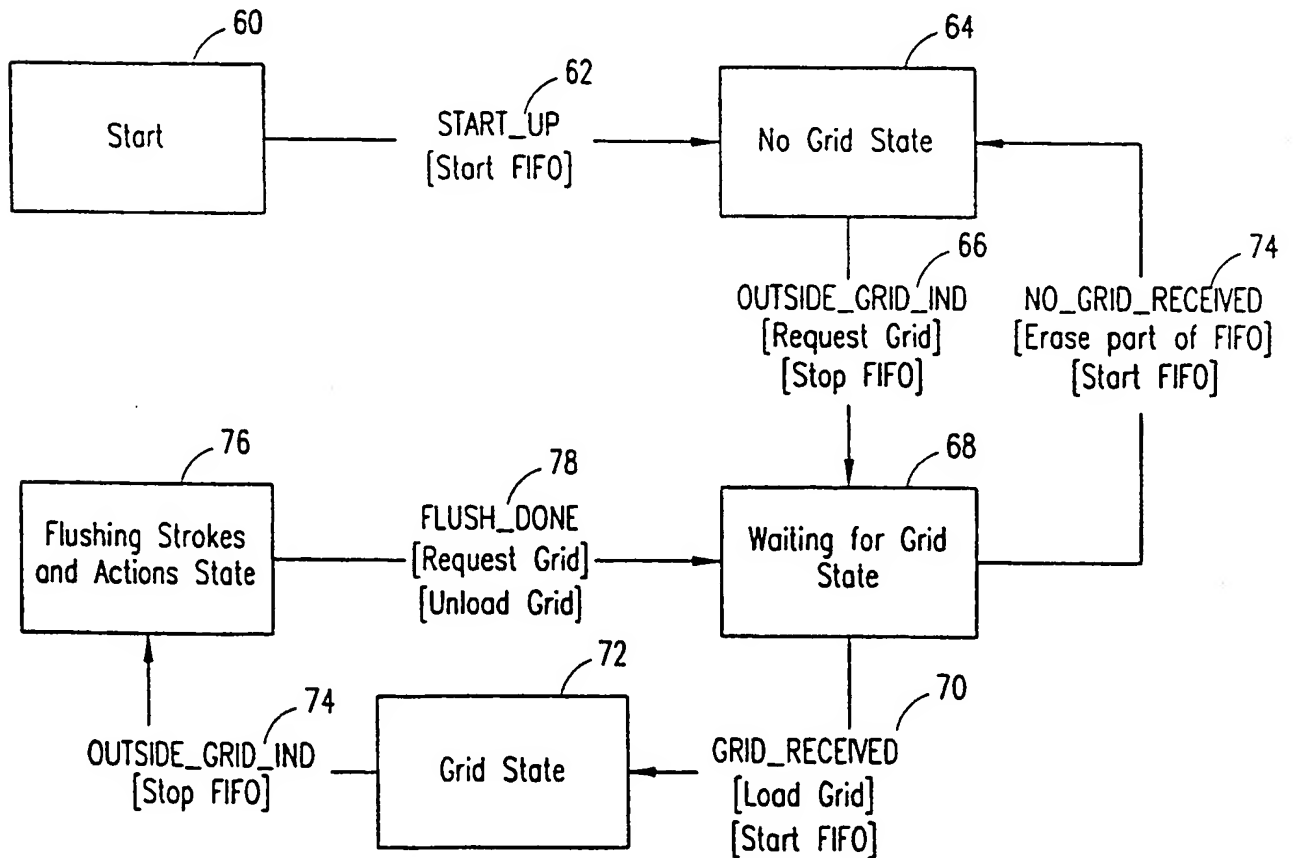 60
Start
62
START_UP
[Start FIFO]
64
No Grid State
66
OUTSIDE_GRID_IND
[Request Grid]
[Stop FIFO]
74
NO_GRID_RECEIVED
[Erase part of FIFO]
[Start FIFO]
76
Flushing Strokes
and Actions State
78
FLUSH_DONE
[Request Grid]
[Unload Grid]
68
Waiting for Grid
State
74
OUTSIDE_GRID_IND
[Stop FIFO]
72
Grid State
70
GRID_RECEIVED
[Load Grid]
[Start FIFO]